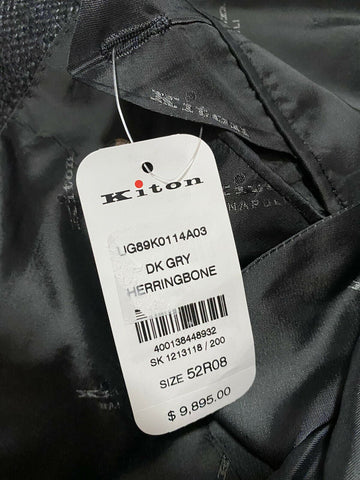 Kiton
Kiton
NAPOLI
Kiton
UG89K0114A03
DK GRY
HERRINGBONE
400138448932
SK 1213118 / 200
SIZE 52R08
$ 9,895.00